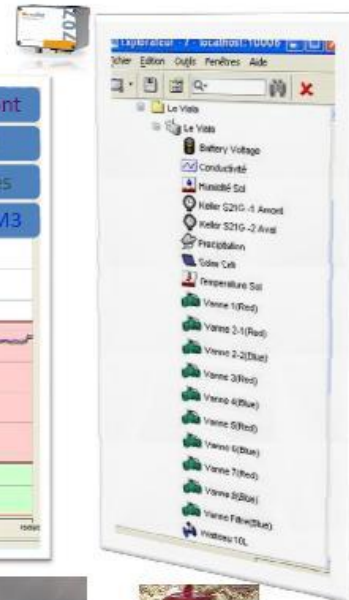 707
Explorateur - 7 - localhost:10006
Fichier Edition Outils Fenêtres Aide
nt
es
M3
Le Viala
Le Viala
Battery Voltage
Conductivité
Humidité Sol
Keller S21G -1 Amont
Keller S21G -2 Aval
Précipitation
Solar Cell
Température Sol
Vanne 1(Red)
Vanne 2-1(Red)
Vanne 2-2(Blue)
Vanne 3(Red)
Vanne 4(Blue)
Vanne 5(Red)
Vanne 6(Blue)
Vanne 7(Red)
Vanne 8(Blue)
Vanne Filtre(Blue)
10L